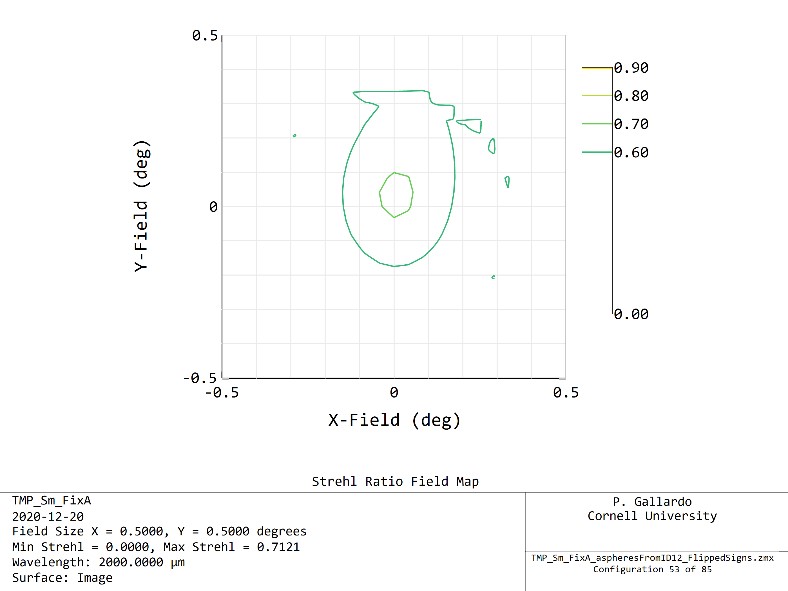 0.5
0
-0.5
-0.5
0
0.5
Y-Field (deg)
X-Field (deg)
0.90
0.80
0.70
0.60
0.00
Strehl Ratio Field Map
TMP_Sm_FixA
2020-12-20
Field Size X = 0.5000, Y = 0.5000 degrees
Min Strehl = 0.0000, Max Strehl = 0.7121
Wavelength: 2000.0000 µm
Surface: Image
P. Gallardo
Cornell University
TMP_Sm_FixA_aspheresFromID12_FlippedSigns.zmx
Configuration 53 of 85